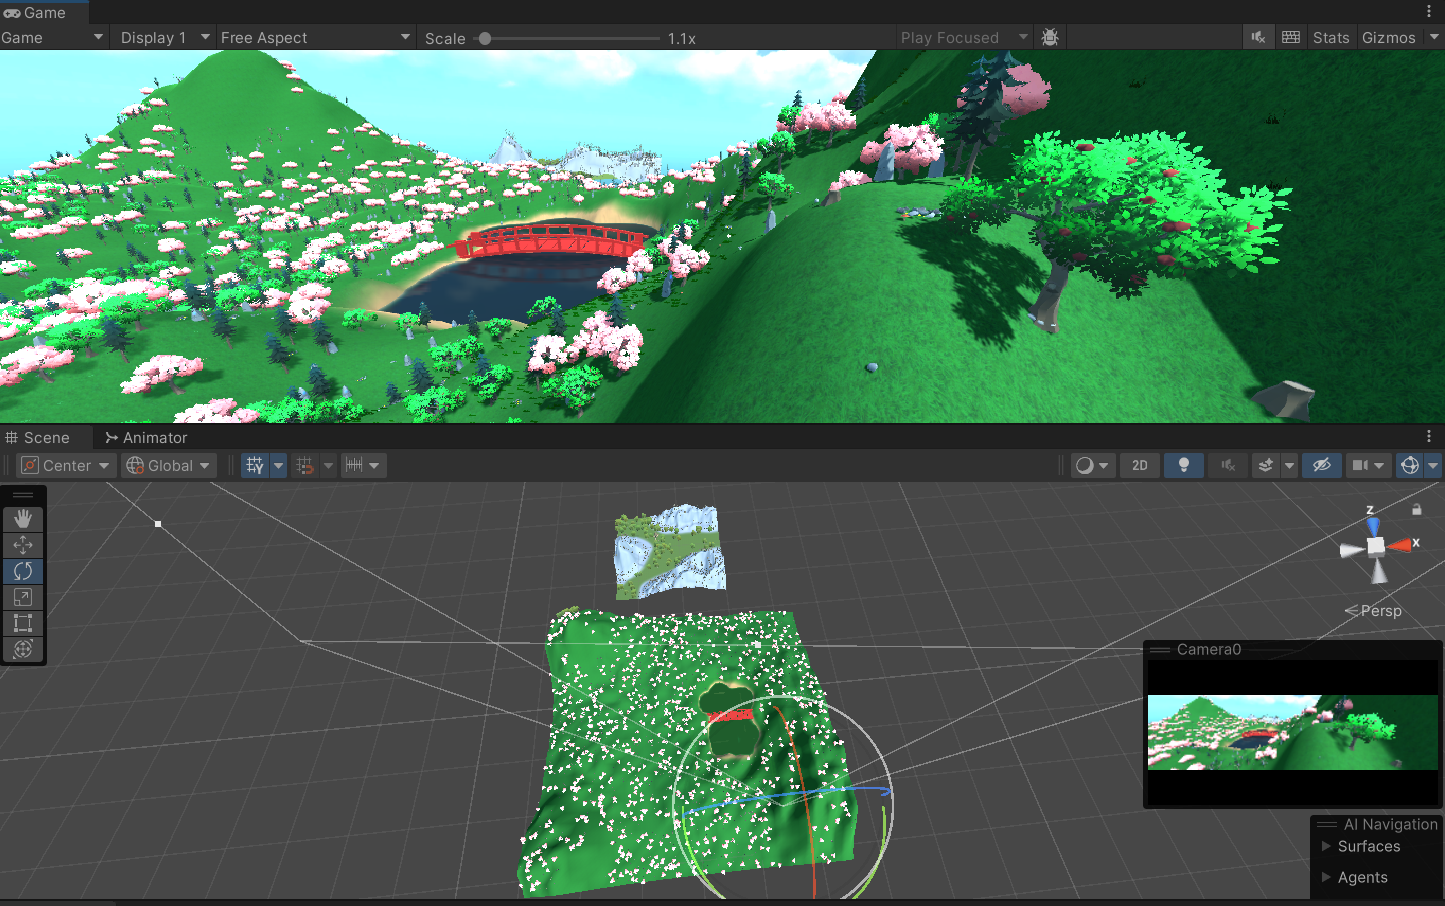 Game
Game Display 1 Free Aspect Scale 1.1x Play Focused Stats Gizmos
Scene Animator
Center Global Y 2D
z
x
Persp
Camera0
AI Navigation
Surfaces
Agents